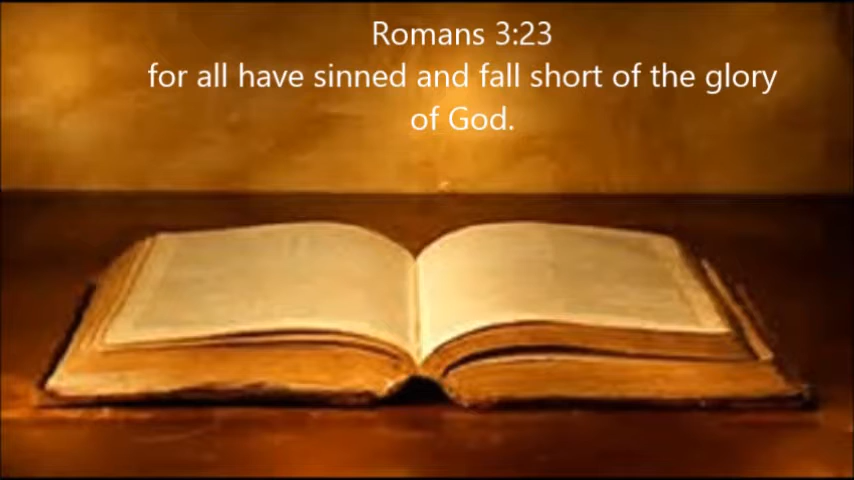 Romans 3:23
for all have sinned and fall short of the glory
of God.